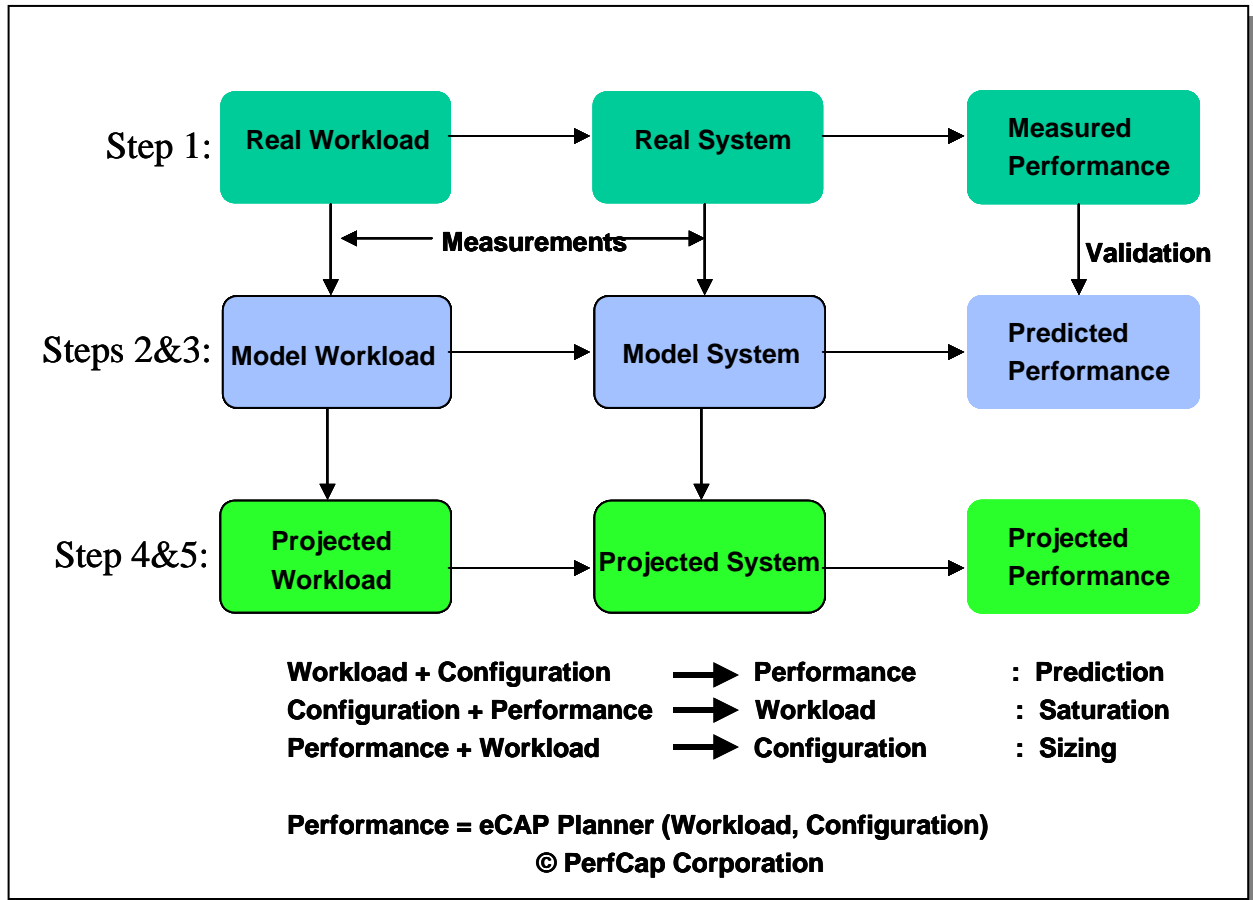 Step 1:
Real Workload
Real System
Measured
Performance
Measurements
Validation
Steps 2&3:
Model Workload
Model System
Predicted
Performance
Step 4&5:
Projected
Workload
Projected System
Projected
Performance
Workload + Configuration Performance : Prediction
Configuration + Performance Workload : Saturation
Performance + Workload Configuration : Sizing
Performance = eCAP Planner (Workload, Configuration)
© PerfCap Corporation